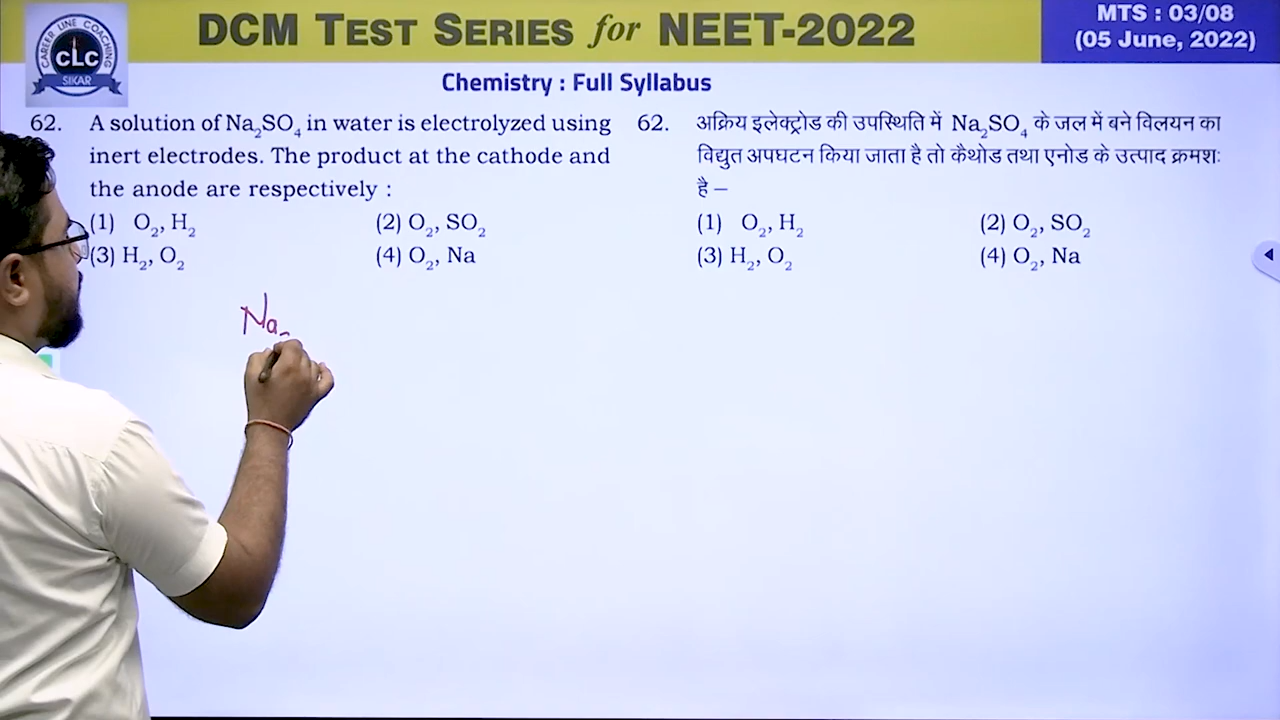 DCM TEST SERIES for NEET-2022
MTS : 03/08
(05 June, 2022)
CAREER LINE COACHING
CLC
SIKAR
Chemistry : Full Syllabus
62. A solution of Na₂SO₄ in water is electrolyzed using
inert electrodes. The product at the cathode and
the anode are respectively :
(1) O₂, H₂ (2) O₂, SO₂
(3) H₂, O₂ (4) O₂, Na
62. अक्रिय इलेक्ट्रोड की उपस्थिति में Na₂SO₄ के जल में बने विलयन का
विद्युत अपघटन किया जाता है तो कैथोड तथा एनोड के उत्पाद क्रमशः
है –
(1) O₂, H₂ (2) O₂, SO₂
(3) H₂, O₂ (4) O₂, Na
Na